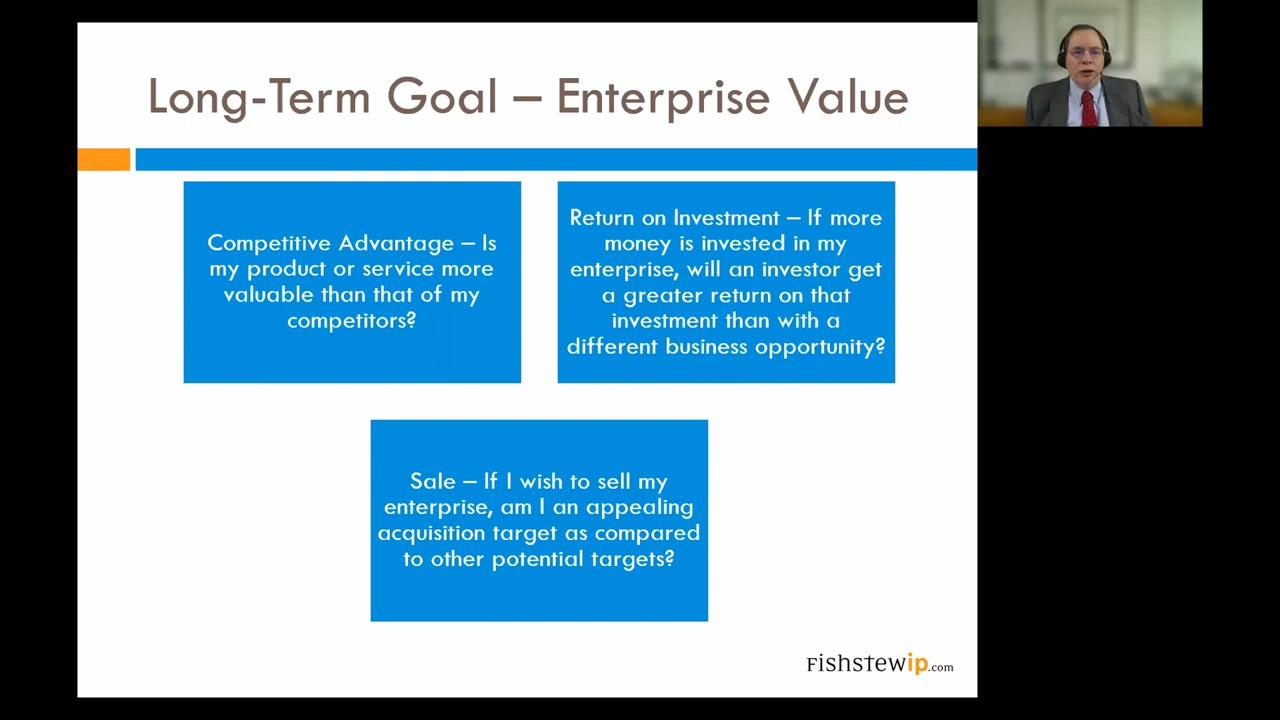 Long-Term Goal – Enterprise Value
Competitive Advantage – Is
my product or service more
valuable than that of my
competitors?
Return on Investment – If more
money is invested in my
enterprise, will an investor get
a greater return on that
investment than with a
different business opportunity?
Sale – If I wish to sell my
enterprise, am I an appealing
acquisition target as compared
to other potential targets?
Fishstewip.com